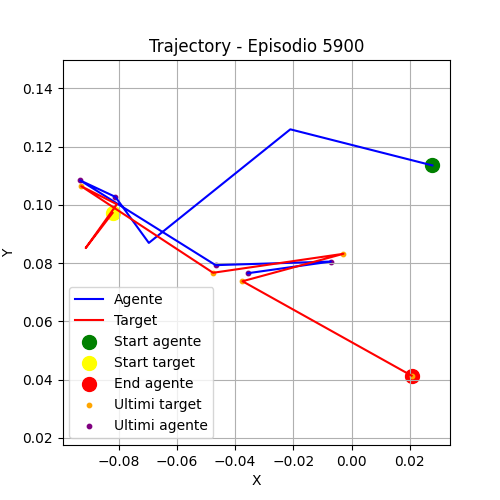 Trajectory - Episodio 5900
0.14
0.12
0.10
0.08
0.06
0.04
0.02
Y
Agente
Target
Start agente
Start target
End agente
Ultimi target
Ultimi agente
−0.08 −0.06 −0.04 −0.02 0.00 0.02
X